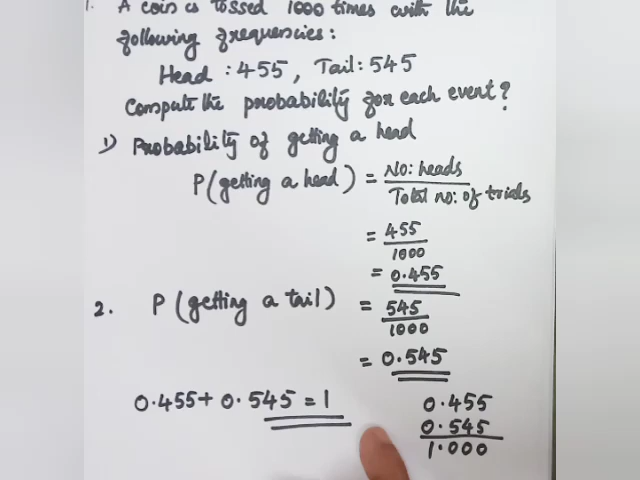 1. A coin is tossed 1000 times with the
following frequencies:
Head : 455, Tail: 545
Compute the probability for each event?
1) Probability of getting a head
P(getting a head) = No: heads / Total no: of trials
= 455 / 1000
= 0.455
2. P (getting a tail) = 545 / 1000
= 0.545
0.455 + 0.545 = 1
0.455
0.545
1.000